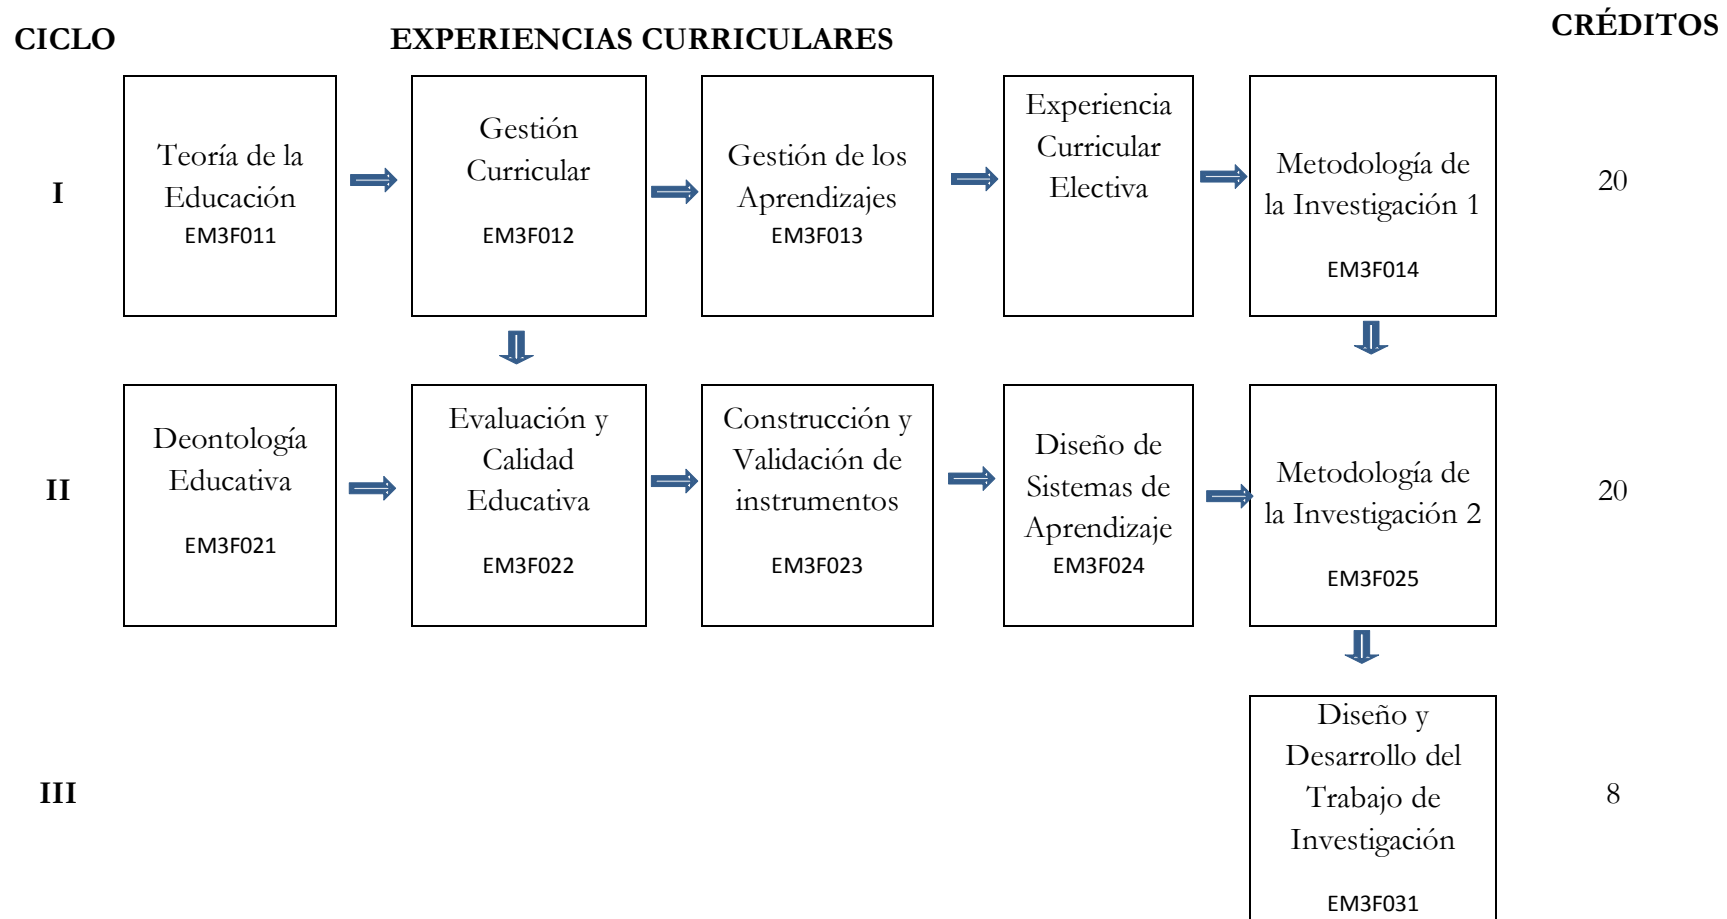 CICLO
EXPERIENCIAS CURRICULARES
CRÉDITOS
I
Teoría de la
Educación
EM3F011
Gestión
Curricular
EM3F012
Gestión de los
Aprendizajes
EM3F013
Experiencia
Curricular
Electiva
Metodología de
la Investigación 1
EM3F014
20
II
Deontología
Educativa
EM3F021
Evaluación y
Calidad
Educativa
EM3F022
Construcción y
Validación de
instrumentos
EM3F023
Diseño de
Sistemas de
Aprendizaje
EM3F024
Metodología de
la Investigación 2
EM3F025
20
III
Diseño y
Desarrollo del
Trabajo de
Investigación
EM3F031
8